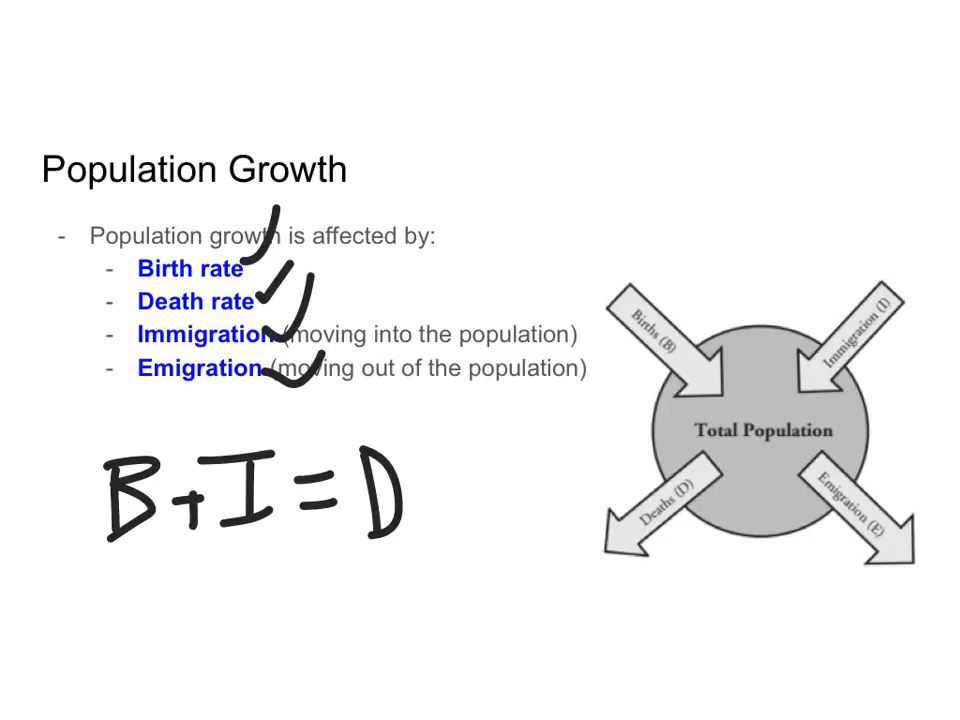 Population Growth
- Population growth is affected by:
- Birth rate
- Death rate
- Immigration (moving into the population)
- Emigration (moving out of the population)
B+I=D
Births (B)
Immigration (I)
Total Population
Deaths (D)
Emigration (E)